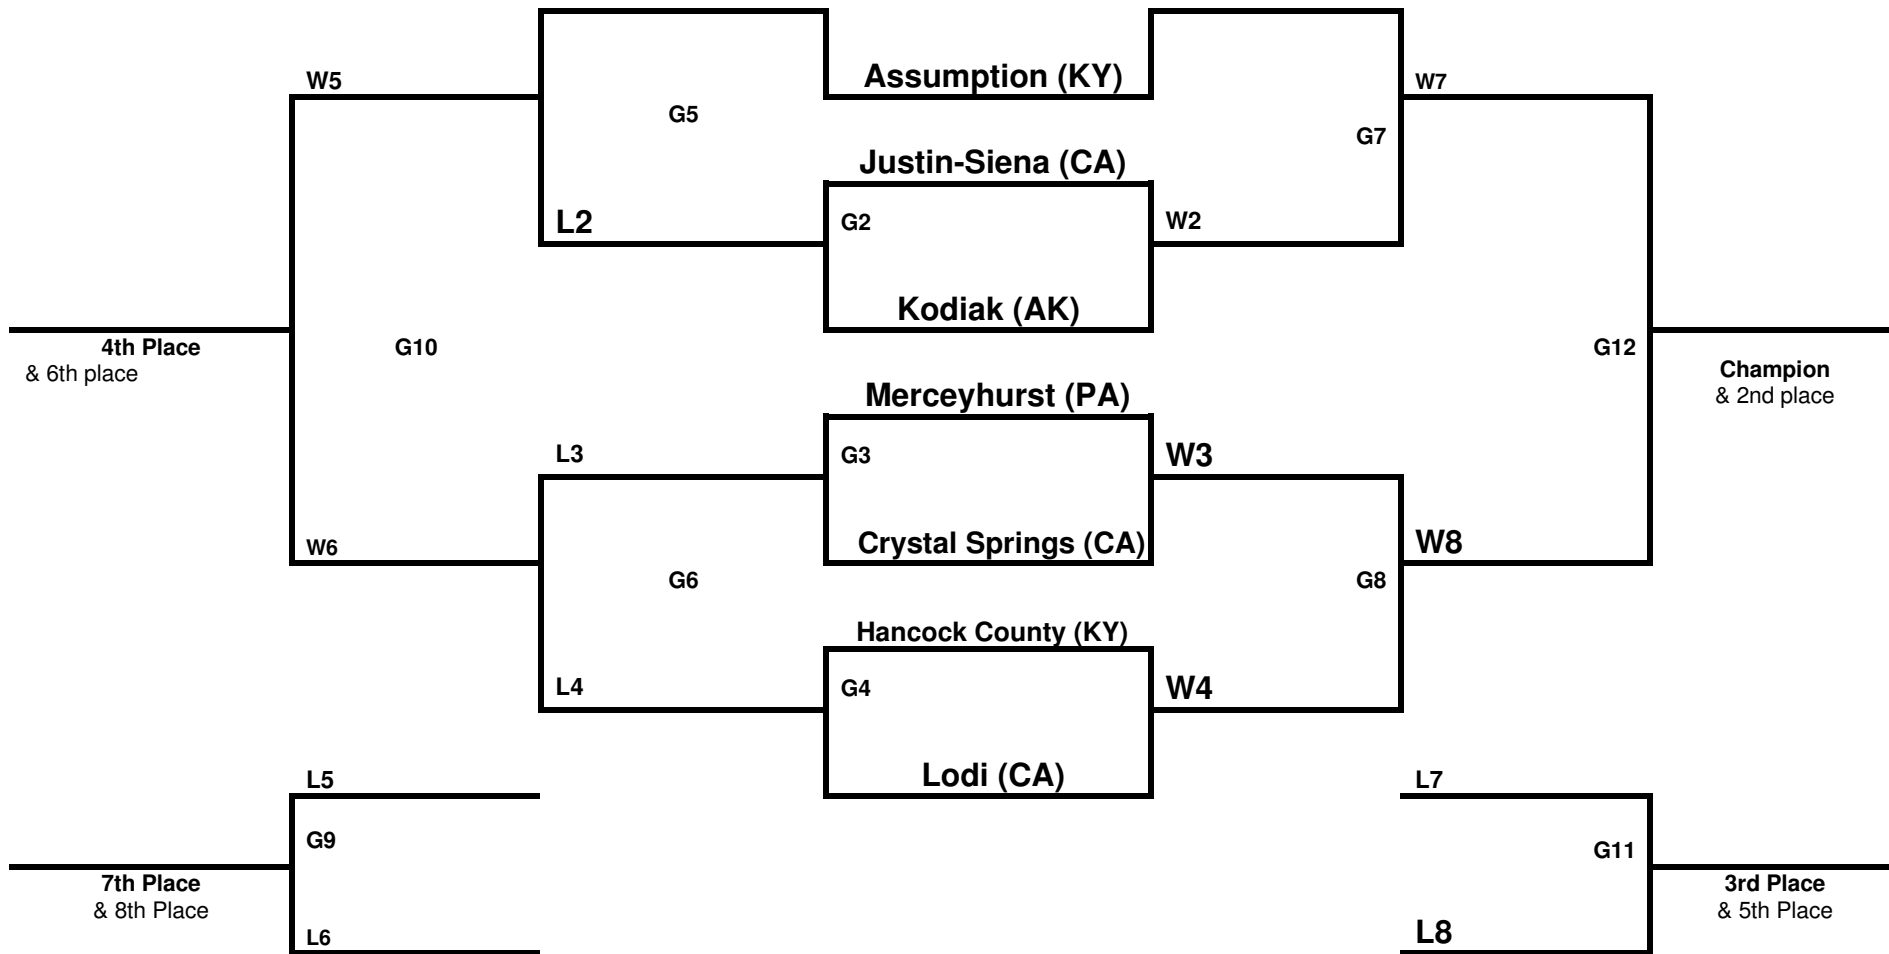 Assumption (KY)
W5
W7
G5
G7
Justin-Siena (CA)
L2
G2
W2
Kodiak (AK)
4th Place
& 6th place
G10
G12
Champion
& 2nd place
Merceyhurst (PA)
L3
G3
W3
W6
Crystal Springs (CA)
W8
G6
G8
Hancock County (KY)
L4
G4
W4
Lodi (CA)
L5
L7
G9
G11
7th Place
& 8th Place
3rd Place
& 5th Place
L6
L8